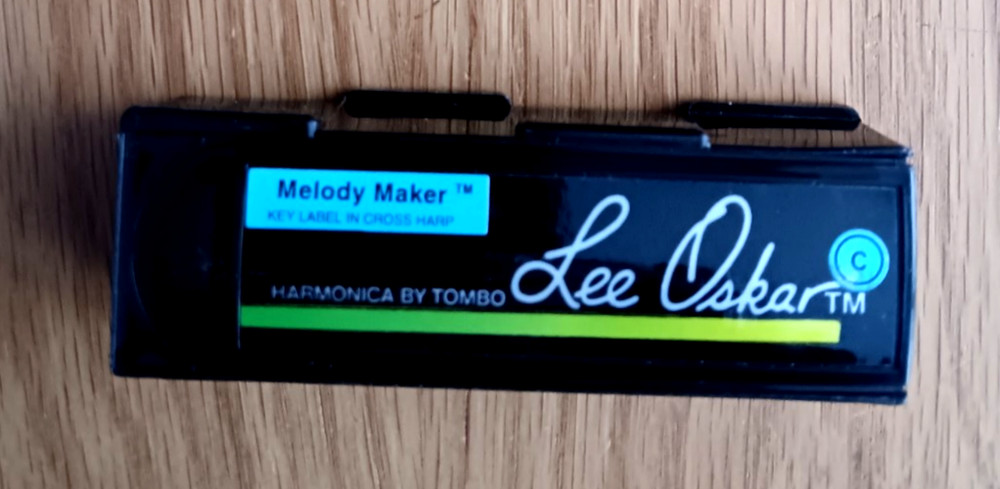 Melody Maker ™
KEY LABEL IN CROSS HARP
Lee Oskar TM
C
HARMONICA BY TOMBO